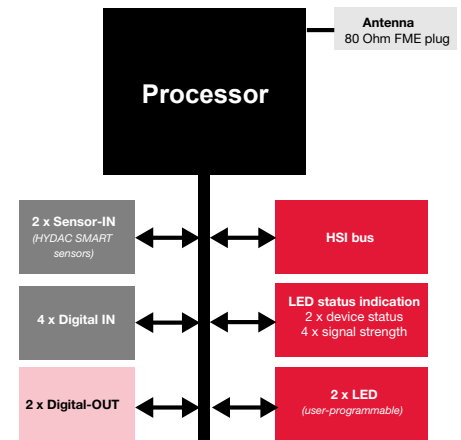 Antenna
80 Ohm FME plug
Processor
2 x Sensor-IN
(HYDAC SMART
sensors)
HSI bus
4 x Digital IN
LED status indication
2 x device status
4 x signal strength
2 x Digital-OUT
2 x LED
(user-programmable)